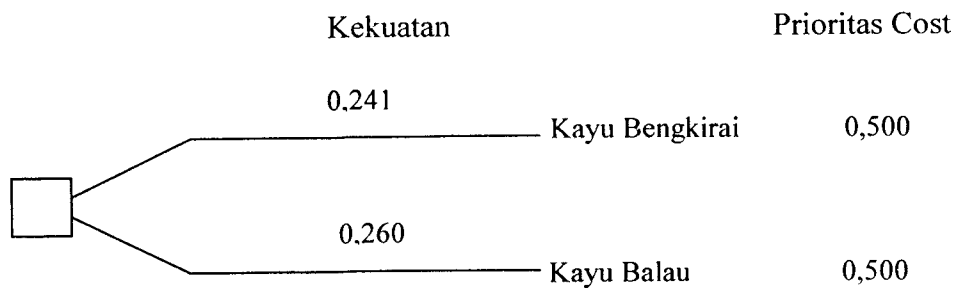 Kekuatan Prioritas Cost
0,241
Kayu Bengkirai 0,500
0,260
Kayu Balau 0,500